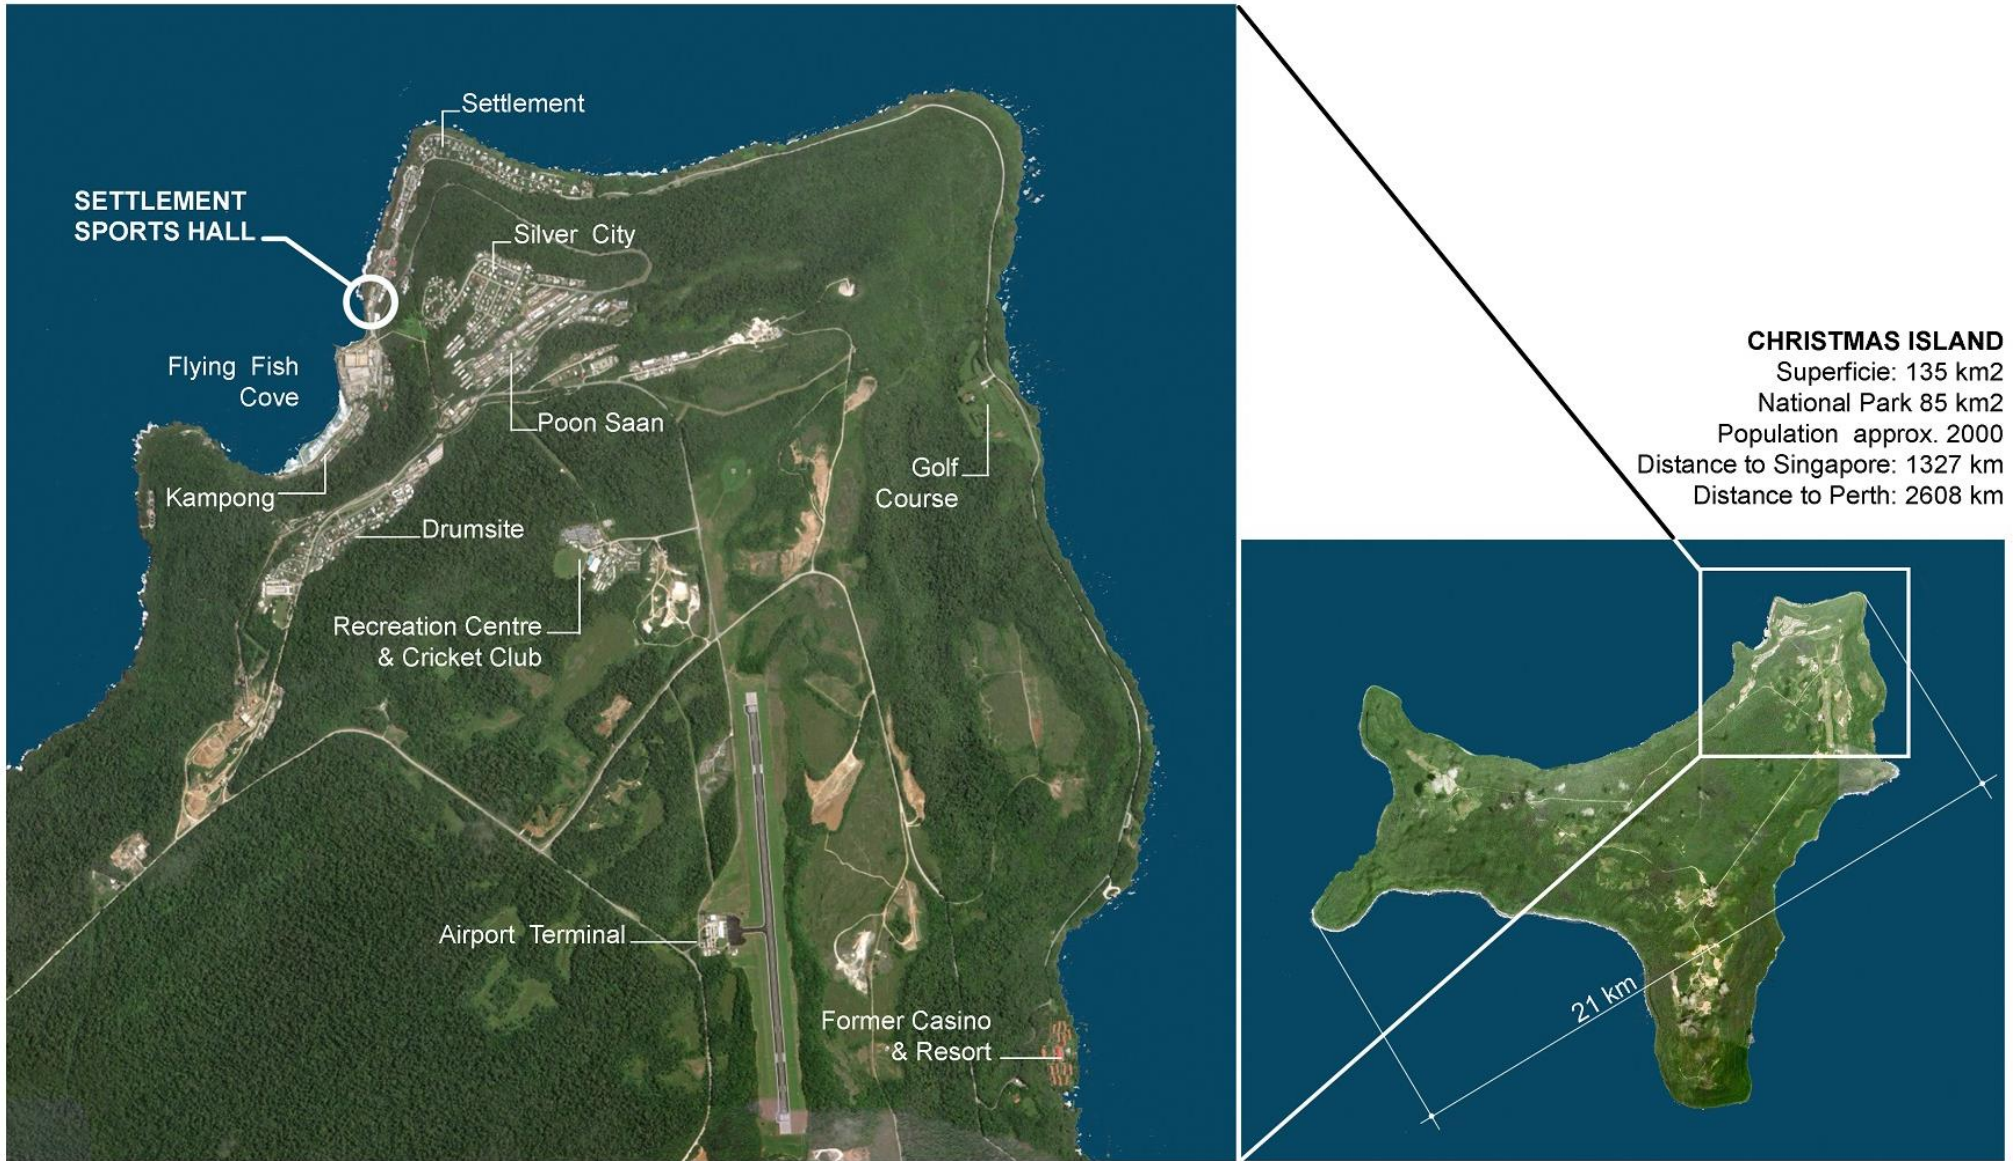 Settlement
SETTLEMENT
SPORTS HALL
Silver City
Flying Fish
Cove
Poon Saan
Golf
Course
Kampong
Drumsite
Recreation Centre
& Cricket Club
Airport Terminal
Former Casino
& Resort
CHRISTMAS ISLAND
Superficie: 135 km2
National Park 85 km2
Population approx. 2000
Distance to Singapore: 1327 km
Distance to Perth: 2608 km
21 km